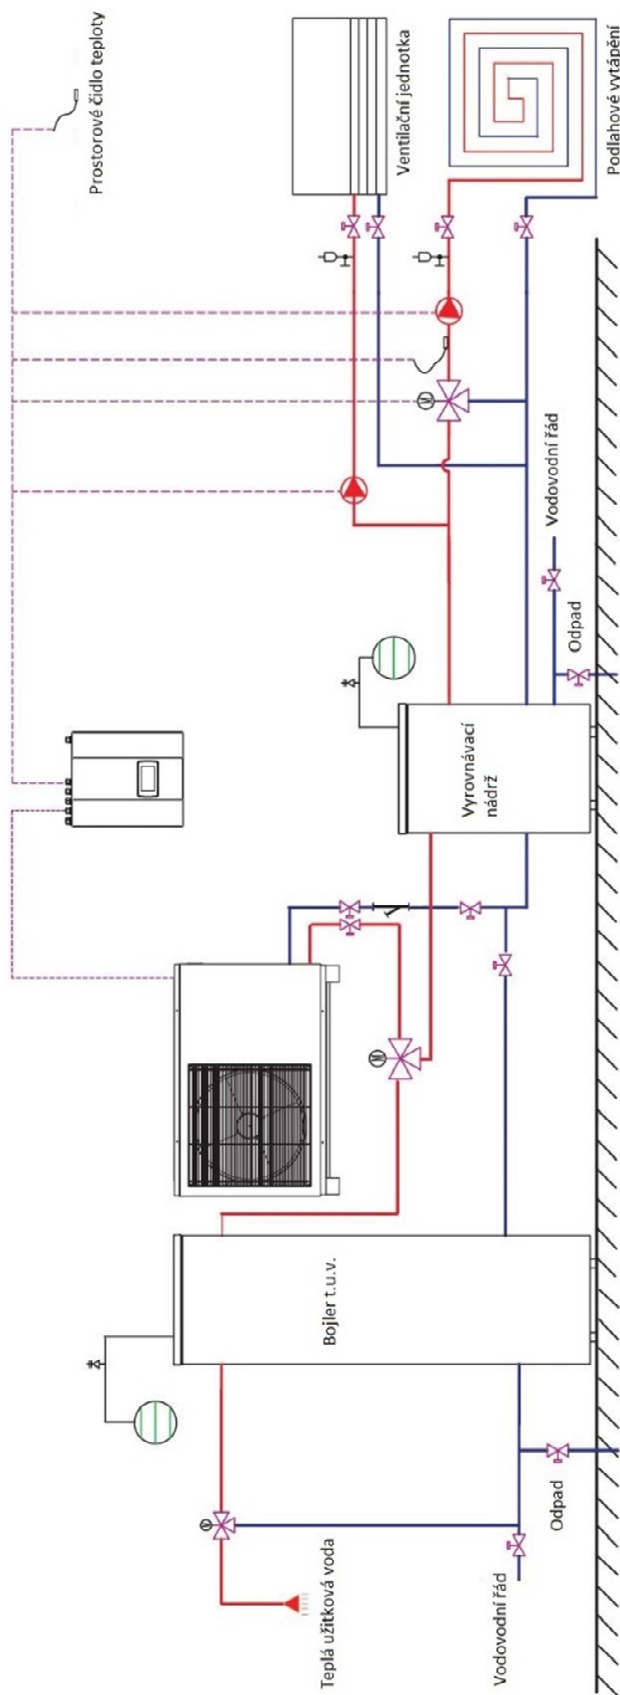 Prostorové čidlo teploty
Ventilační jednotka
Podlahové vytápění
Vodovodní řád
Odpad
Vyrovnávací
nádrž
Bojler t.u.v.
Teplá užitková voda
Vodovodní řád
Odpad